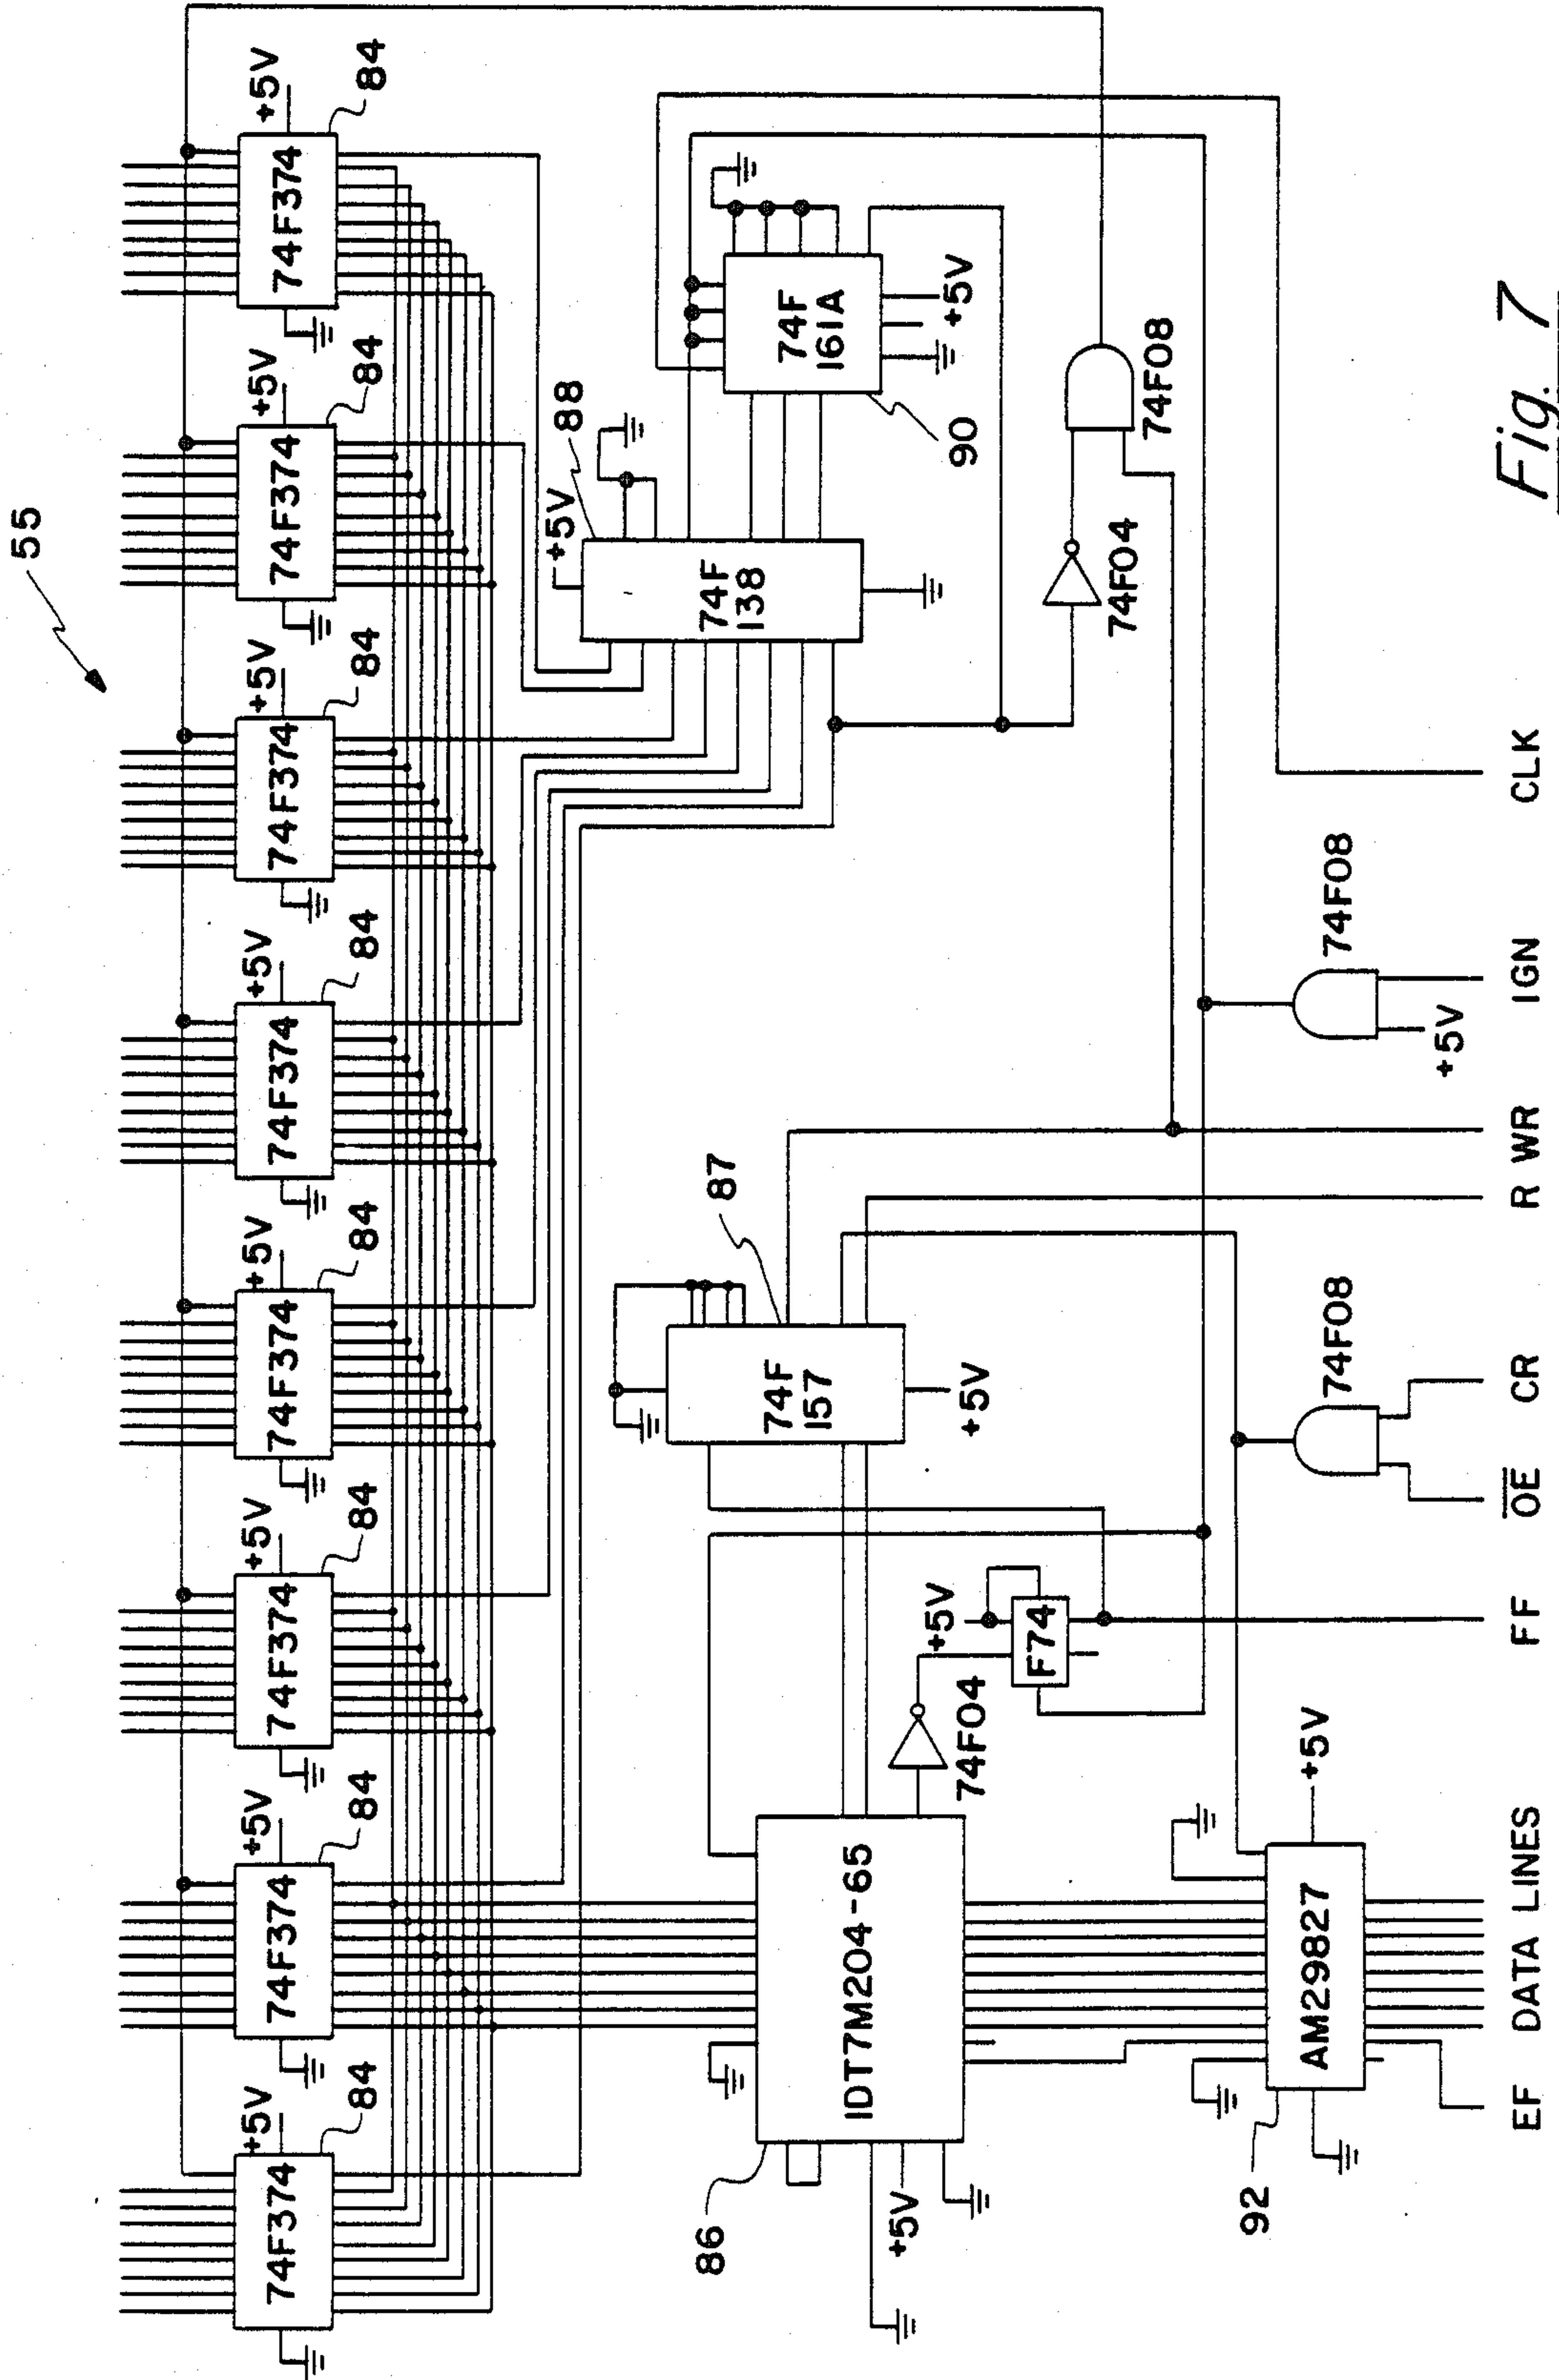 55
+5V
+5V
+5V
+5V
+5V
+5V
+5V
+5V
74F374
74F374
74F374
74F374
74F374
74F374
74F374
74F374
84
84
84
84
84
84
84
84
+5V
88
74F
138
74F
161A
+5V
90
87
74F
157
+5V
86
IDT7M204-65
+5V
74F04
+5V
F74
74F04
74F08
92
AM29827
+5V
74F08
+5V
74F08
EF
DATA LINES
FF
OE
CR
R
WR
IGN
CLK
Fig. 7